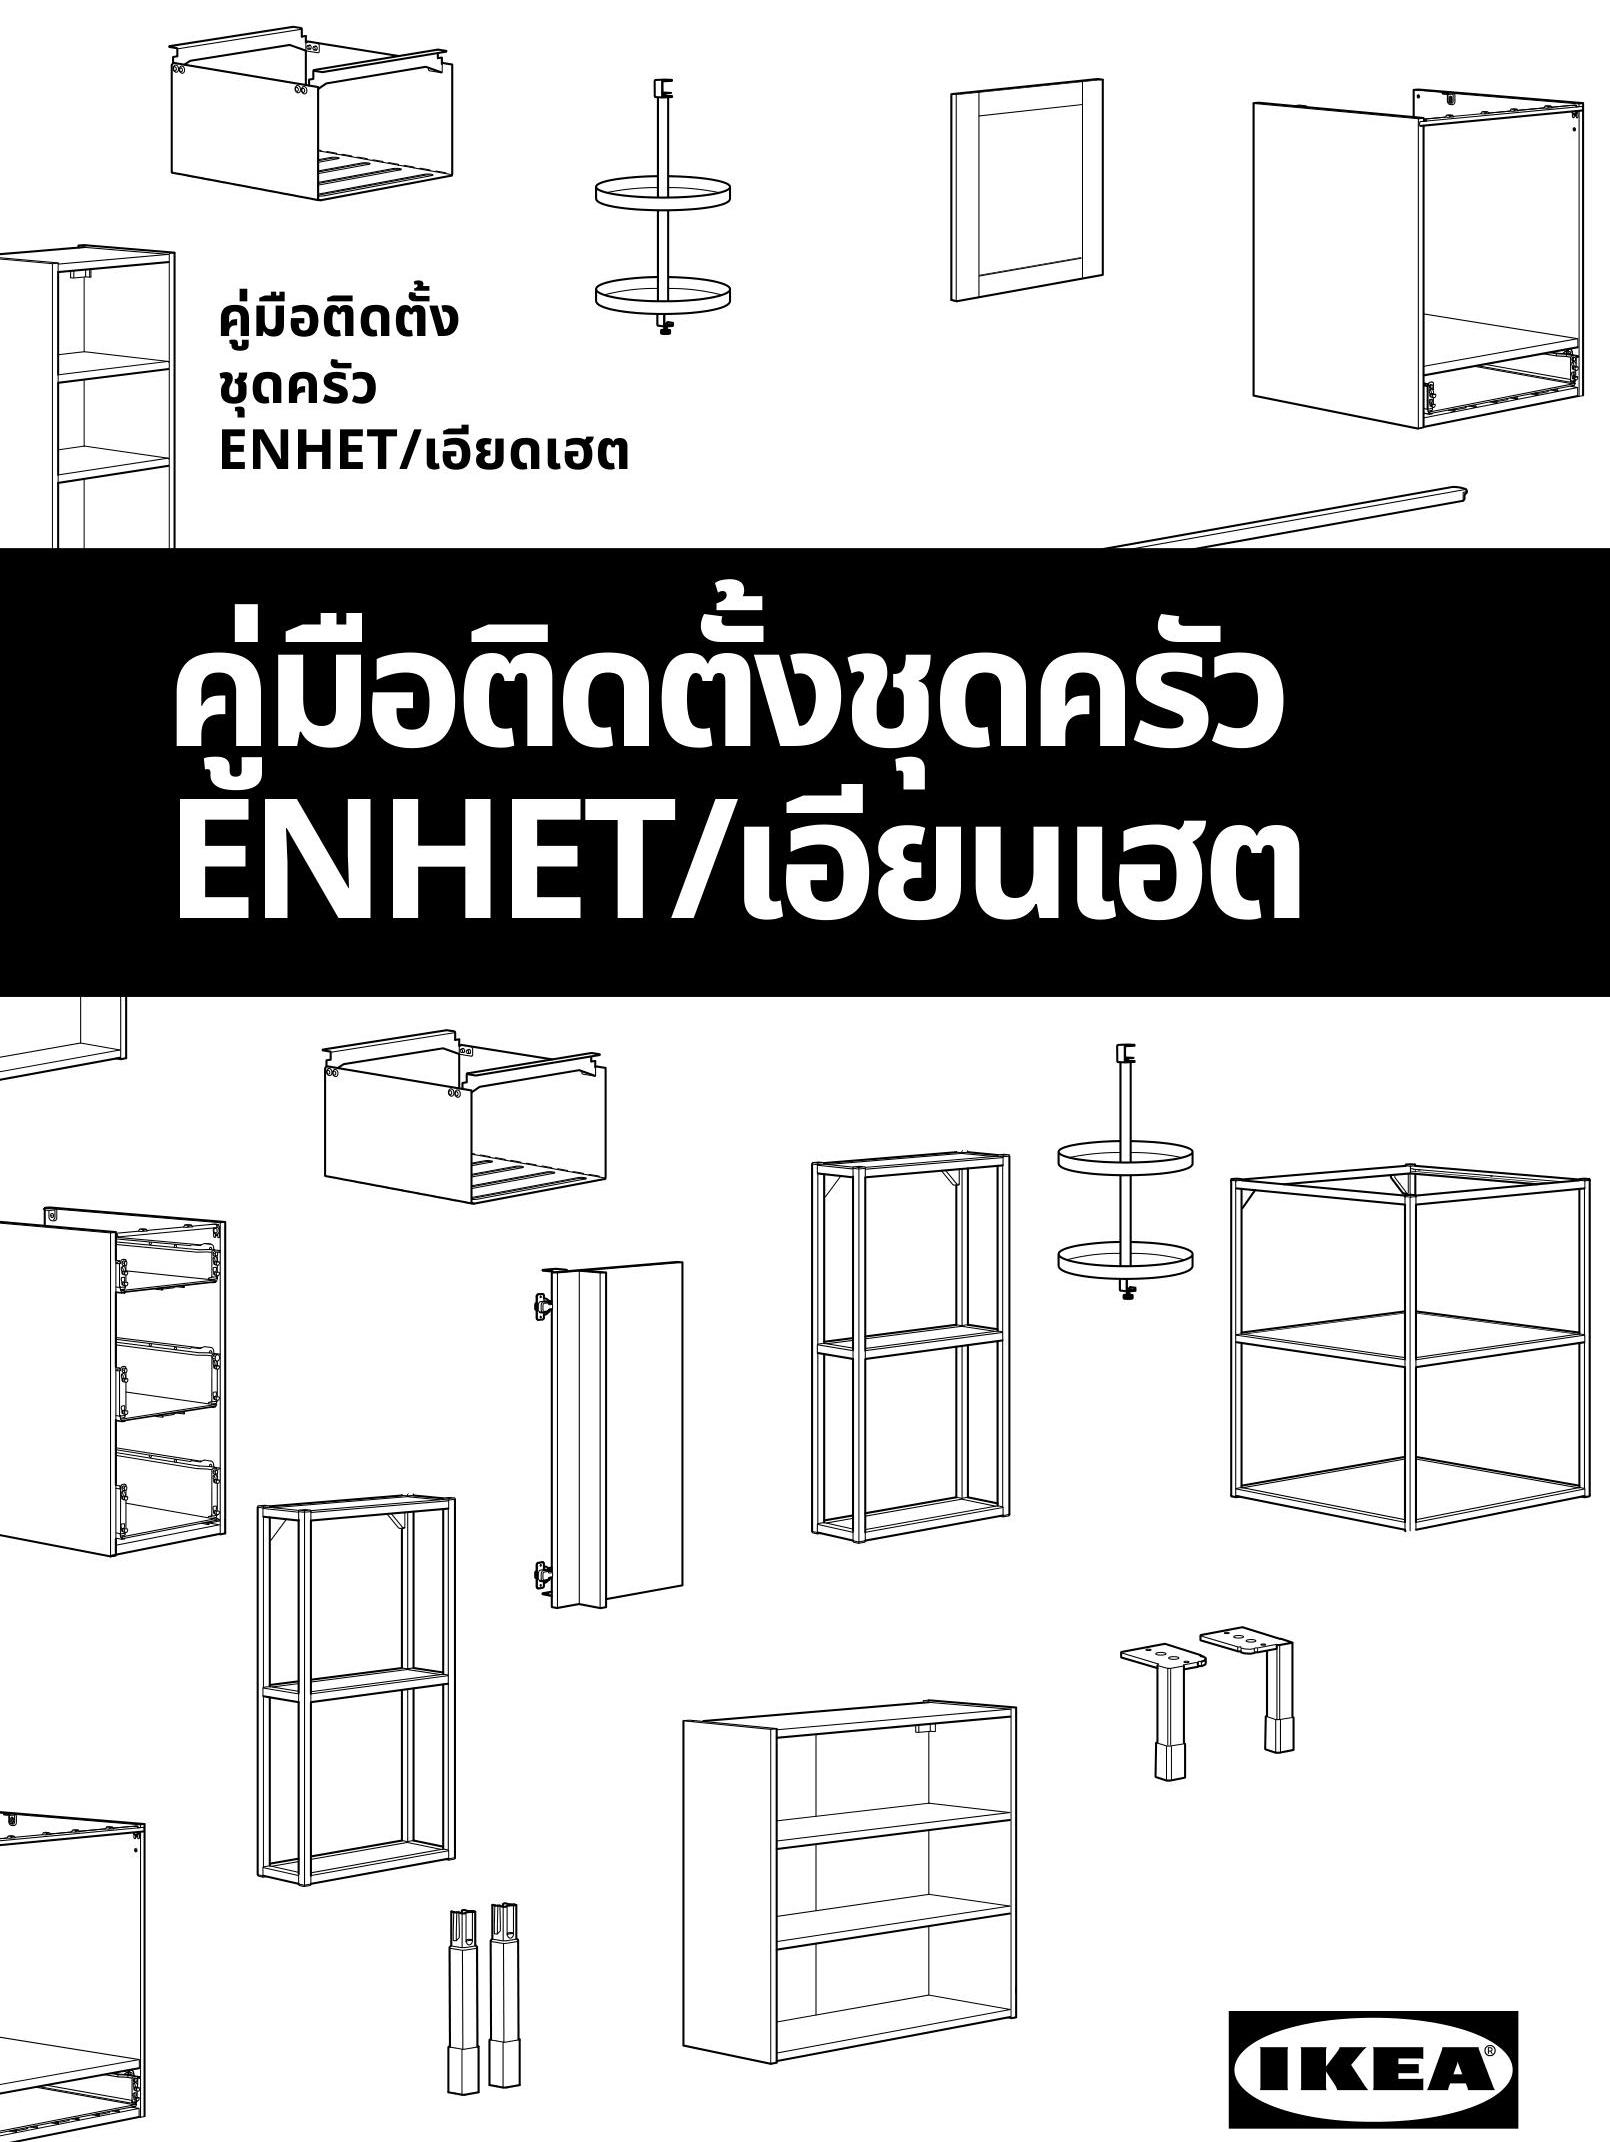 คู่มือติดตั้ง
ชุดครัว
ENHET/เอียดเฮต
คู่มือติดตั้งชุดครัว
ENHET/เอียนเฮต
IKEA®